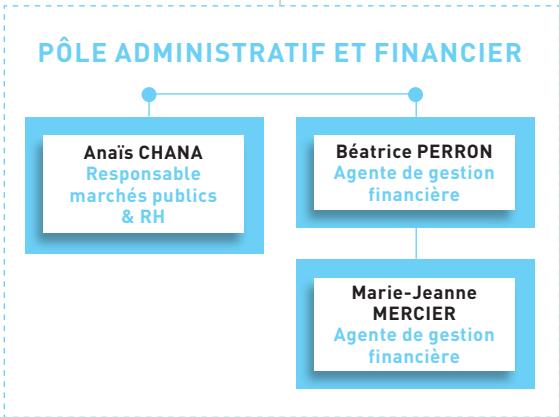 PÔLE ADMINISTRATIF ET FINANCIER
Anaïs CHANA
Responsable
marchés publics
& RH
Béatrice PERRON
Agente de gestion
financière
Marie-Jeanne
MERCIER
Agente de gestion
financière